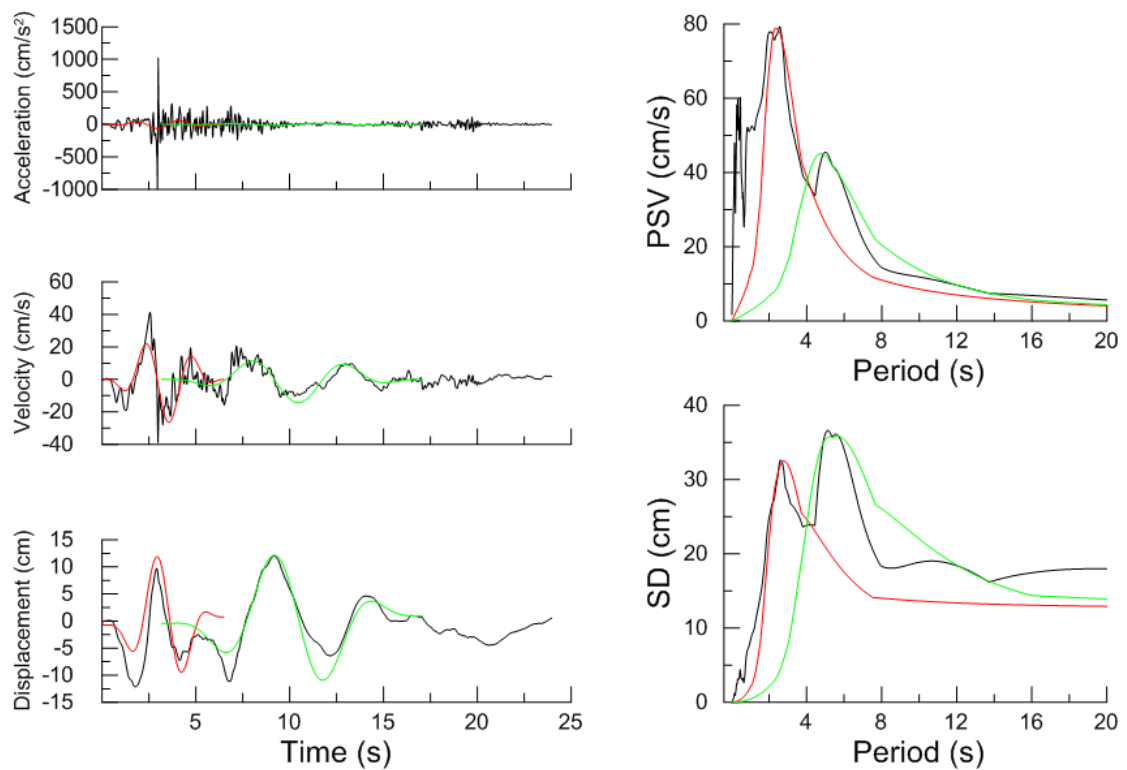 Acceleration (cm/s²)
1500
1000
500
0
-500
-1000
Velocity (cm/s)
60
40
20
0
-20
-40
Displacement (cm)
15
10
5
0
-5
-10
-15
5 10 15 20 25
Time (s)
PSV (cm/s)
80
60
40
20
0
4 8 12 16 20
Period (s)
SD (cm)
40
30
20
10
0
4 8 12 16 20
Period (s)